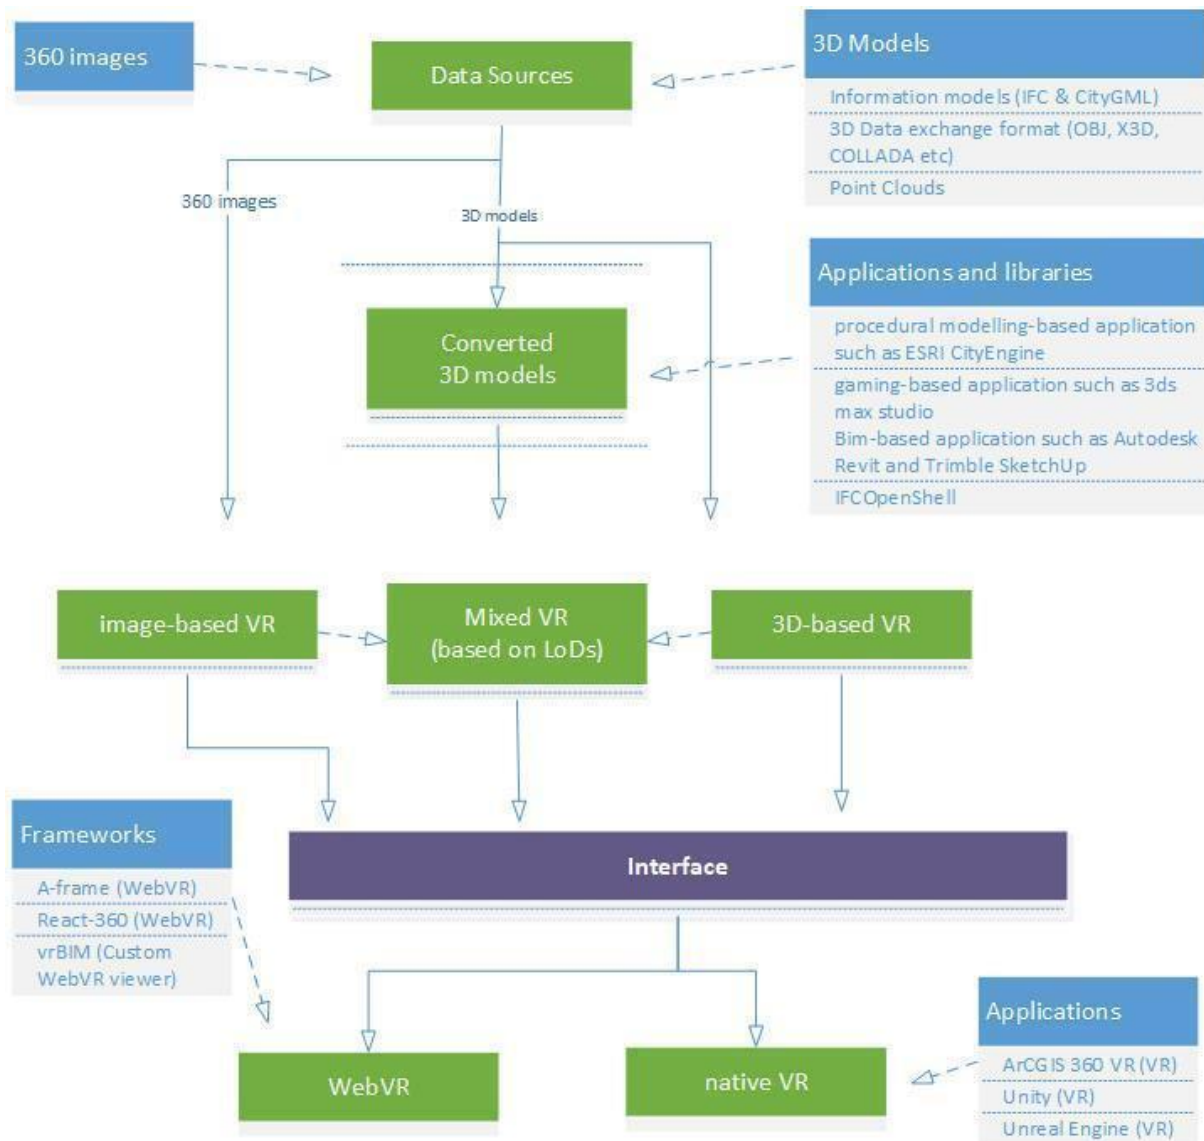 360 images
Data Sources
3D Models
Information models (IFC & CityGML)
3D Data exchange format (OBJ, X3D,
COLLADA etc)
Point Clouds
360 images
3D models
Applications and libraries
procedural modelling-based application
such as ESRI CityEngine
gaming-based application such as 3ds
max studio
Bim-based application such as Autodesk
Revit and Trimble SketchUp
IFCOpenShell
Converted
3D models
image-based VR
Mixed VR
(based on LoDs)
3D-based VR
Frameworks
A-frame (WebVR)
React-360 (WebVR)
vrBIM (Custom
WebVR viewer)
Interface
WebVR
native VR
Applications
ArCGIS 360 VR (VR)
Unity (VR)
Unreal Engine (VR)